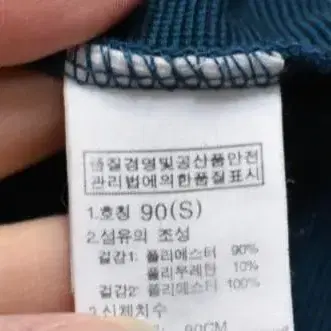 품질경영및공산품안전
관리법에의한품질표시
1.호칭 90(S)
2.섬유의 조성
겉감1: 폴리에스터 90%
폴리우레탄 10%
겉감2: 폴리에스터 100%
3.신체치수
90CM